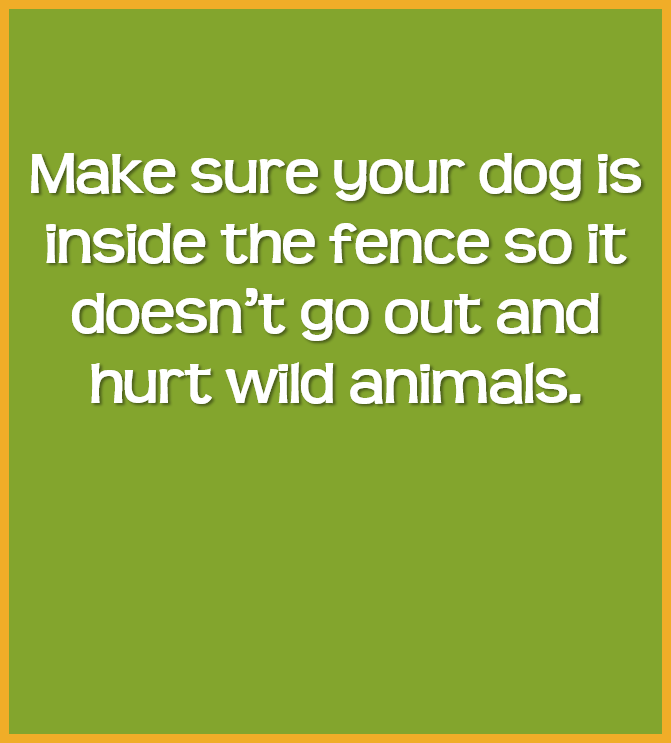 Make sure your dog is
inside the fence so it
doesn’t go out and
hurt wild animals.